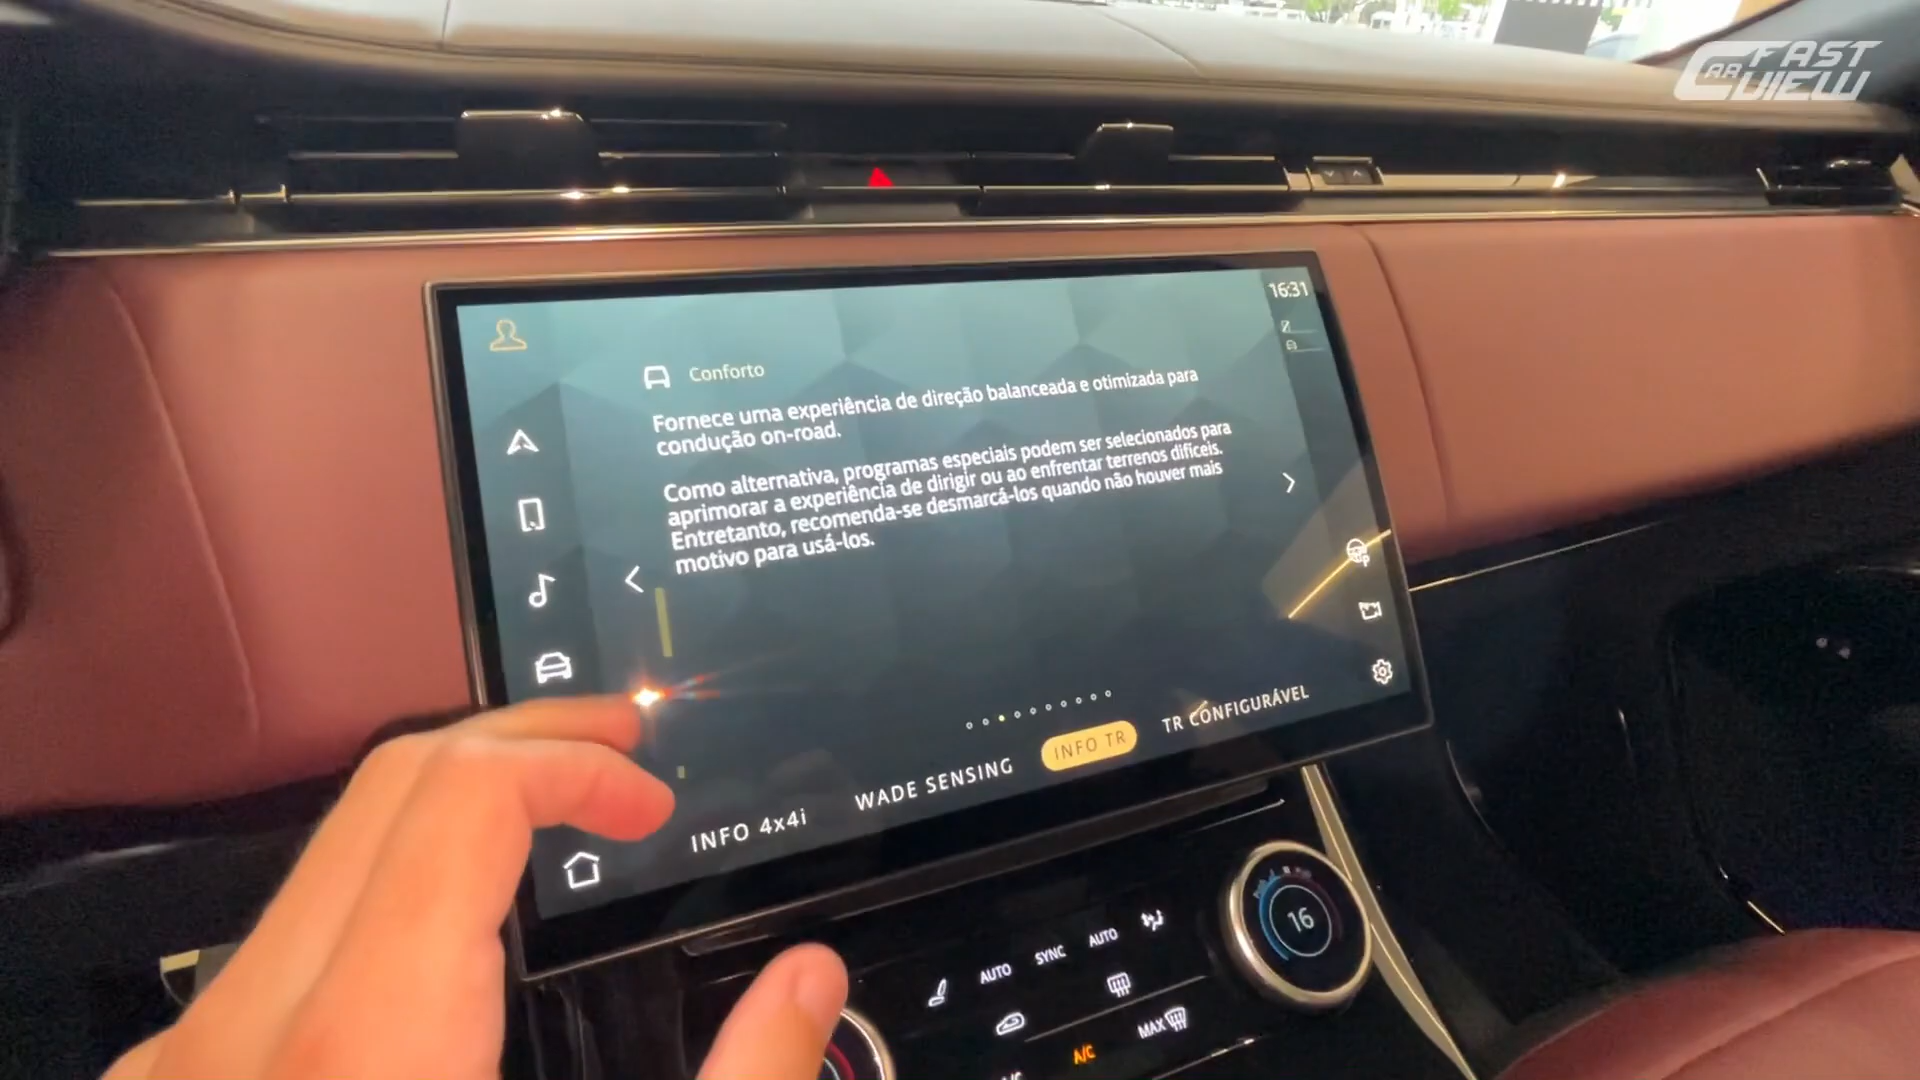 FAST
CAR VIEW
16:31
Conforto
Fornece uma experiência de direção balanceada e otimizada para
condução on-road.
Como alternativa, programas especiais podem ser selecionados para
aprimorar a experiência de dirigir ou ao enfrentar terrenos difíceis.
Entretanto, recomenda-se desmarcá-los quando não houver mais
motivo para usá-los.
INFO 4x4i
WADE SENSING
INFO TR
TR CONFIGURÁVEL
AUTO
SYNC
AUTO
16
MAX
A/C
A/C